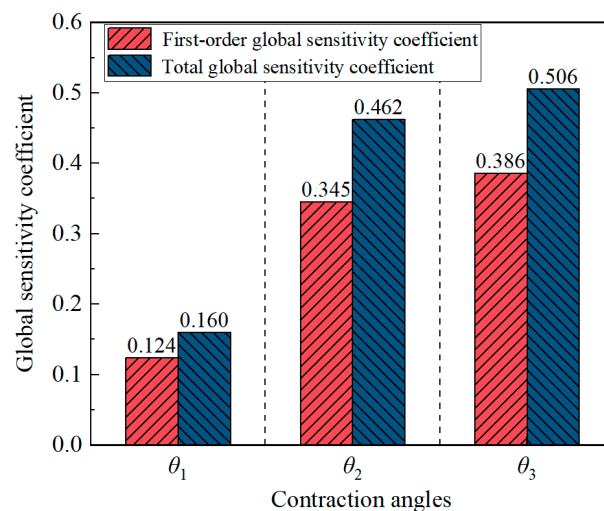 First-order global sensitivity coefficient
Total global sensitivity coefficient
Global sensitivity coefficient
0.6
0.5
0.4
0.3
0.2
0.1
0.0
0.124
0.160
0.345
0.462
0.386
0.506
θ1
θ2
θ3
Contraction angles